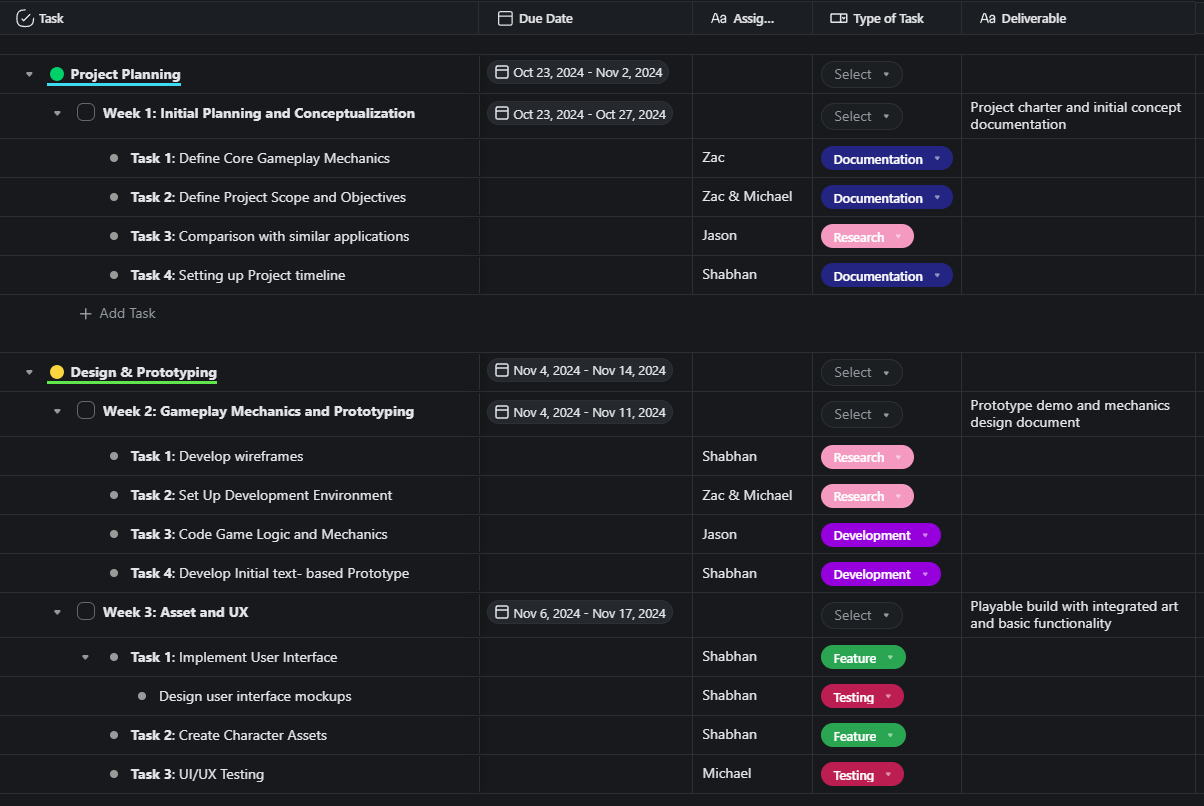 Task Due Date Aa Assig... Type of Task Aa Deliverable
Project Planning Oct 23, 2024 - Nov 2, 2024 Select
Week 1: Initial Planning and Conceptualization Oct 23, 2024 - Oct 27, 2024 Select Project charter and initial concept
documentation
Task 1: Define Core Gameplay Mechanics Zac Documentation
Task 2: Define Project Scope and Objectives Zac & Michael Documentation
Task 3: Comparison with similar applications Jason Research
Task 4: Setting up Project timeline Shabhan Documentation
+ Add Task
Design & Prototyping Nov 4, 2024 - Nov 14, 2024 Select
Week 2: Gameplay Mechanics and Prototyping Nov 4, 2024 - Nov 11, 2024 Select Prototype demo and mechanics
design document
Task 1: Develop wireframes Shabhan Research
Task 2: Set Up Development Environment Zac & Michael Research
Task 3: Code Game Logic and Mechanics Jason Development
Task 4: Develop Initial text- based Prototype Shabhan Development
Week 3: Asset and UX Nov 6, 2024 - Nov 17, 2024 Select Playable build with integrated art
and basic functionality
Task 1: Implement User Interface Shabhan Feature
Design user interface mockups Shabhan Testing
Task 2: Create Character Assets Shabhan Feature
Task 3: UI/UX Testing Michael Testing